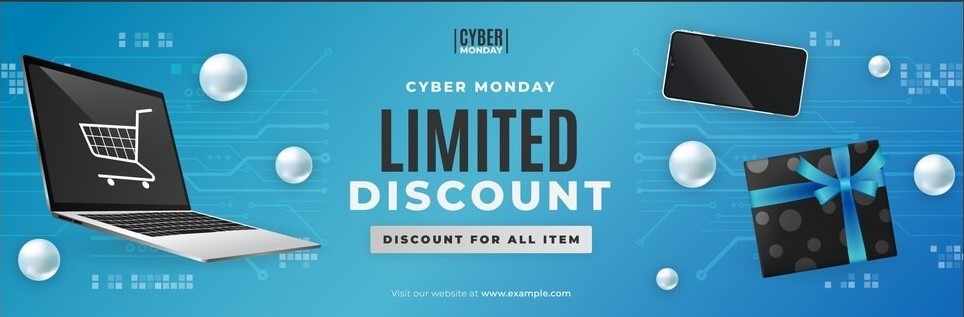 CYBER
MONDAY
CYBER MONDAY
LIMITED
DISCOUNT
DISCOUNT FOR ALL ITEM
Visit our website at www.example.com